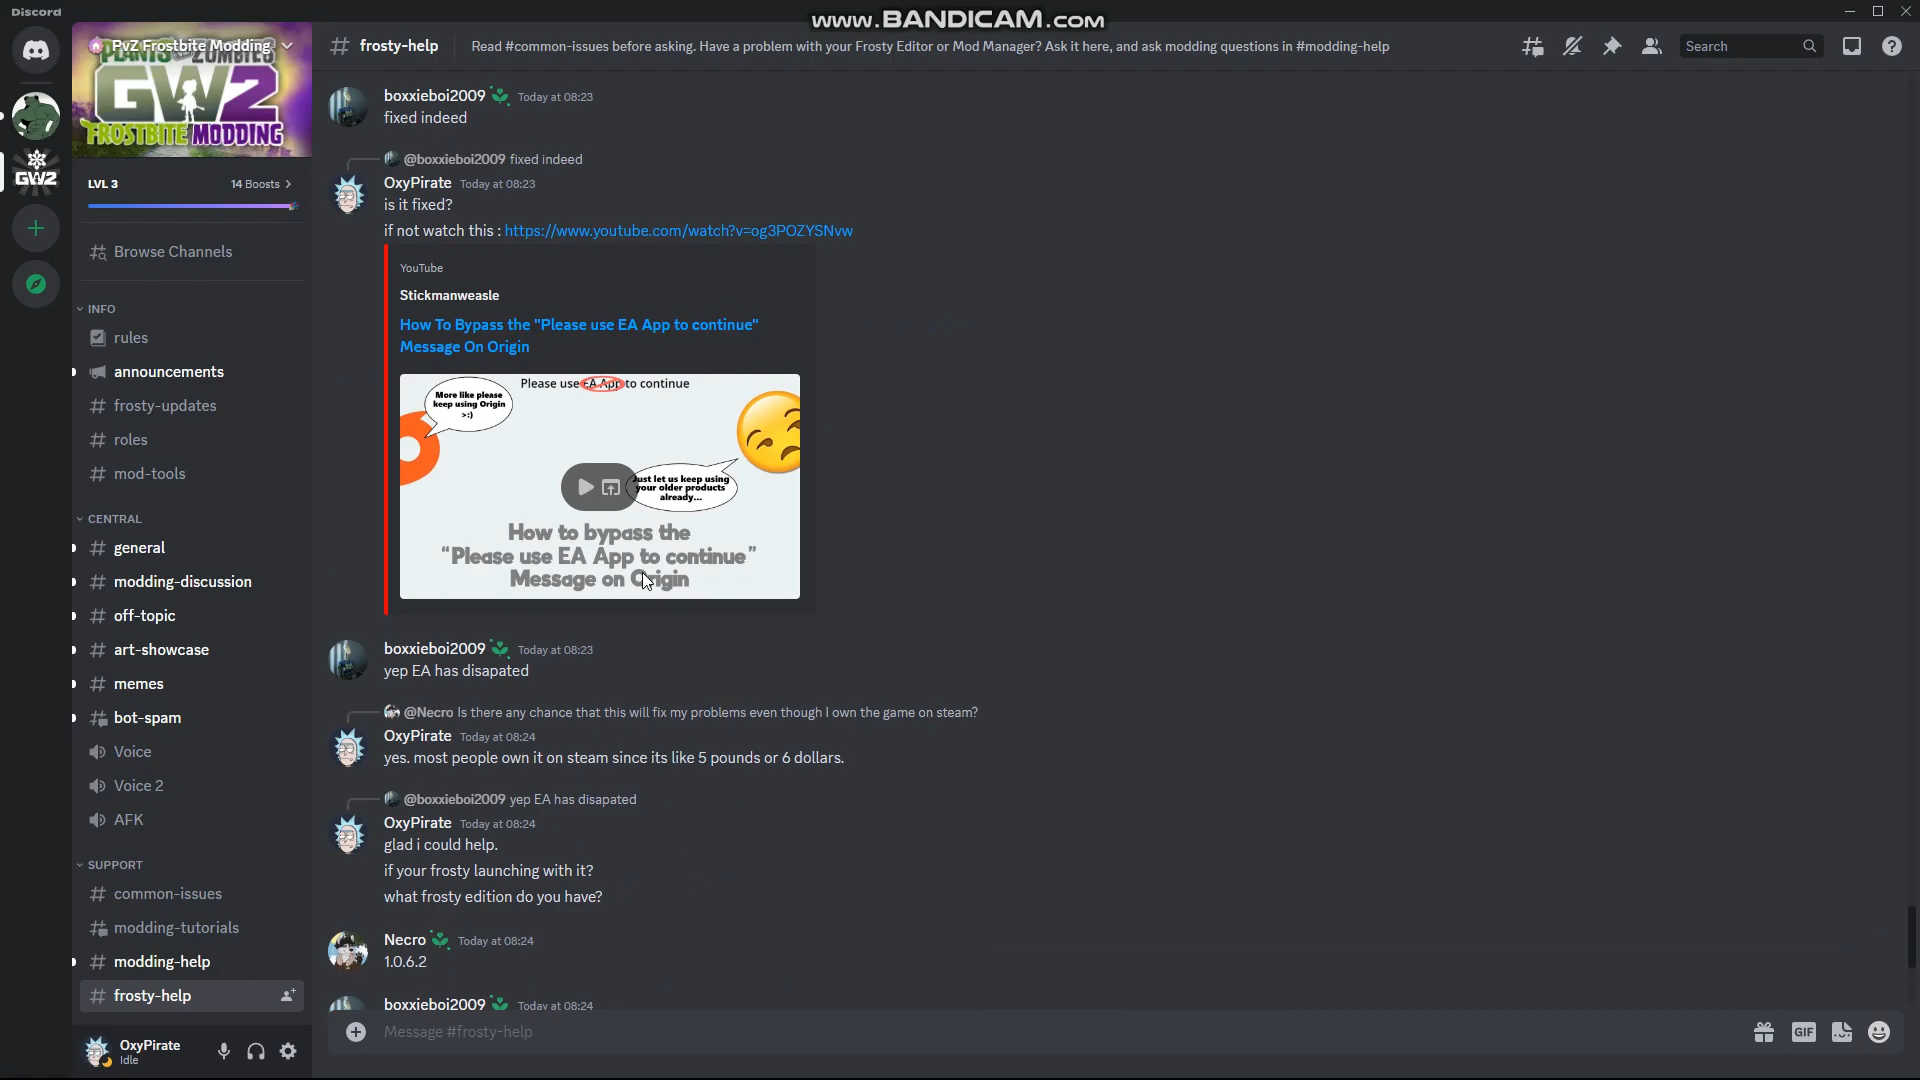 Discord
www.BANDICAM.com
PvZ Frostbite Modding
PLANTS ZOMBIES
GW2
FROSTBITE MODDING
frosty-help
Read #common-issues before asking. Have a problem with your Frosty Editor or Mod Manager? Ask it here, and ask modding questions in #modding-help
Search
GW2
LVL 3
14 Boosts
Browse Channels
INFO
rules
announcements
frosty-updates
roles
mod-tools
CENTRAL
general
modding-discussion
off-topic
art-showcase
memes
bot-spam
Voice
Voice 2
AFK
SUPPORT
common-issues
modding-tutorials
modding-help
frosty-help
OxyPirate
Idle
boxxieboi2009 Today at 08:23
fixed indeed
@boxxieboi2009 fixed indeed
OxyPirate Today at 08:23
is it fixed?
if not watch this : https://www.youtube.com/watch?v=og3POZYSNvw
YouTube
Stickmanweasle
How To Bypass the "Please use EA App to continue"
Message On Origin
Please use EA App to continue
More like please
keep using Origin
>:)
Just let us keep using
your older products
already...
How to bypass the
“Please use EA App to continue”
Message on Origin
boxxieboi2009 Today at 08:23
yep EA has disapated
@Necro Is there any chance that this will fix my problems even though I own the game on steam?
OxyPirate Today at 08:24
yes. most people own it on steam since its like 5 pounds or 6 dollars.
@boxxieboi2009 yep EA has disapated
OxyPirate Today at 08:24
glad i could help.
if your frosty launching with it?
what frosty edition do you have?
Necro Today at 08:24
1.0.6.2
boxxieboi2009 Today at 08:24
Message #frosty-help
GIF